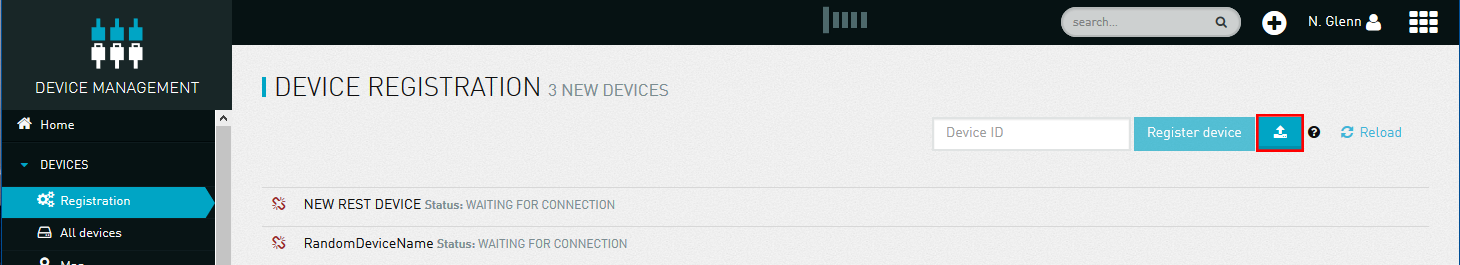 search...
N. Glenn
DEVICE MANAGEMENT
DEVICE REGISTRATION 3 NEW DEVICES
Home
Device ID
Register device
Reload
DEVICES
Registration
NEW REST DEVICE Status: WAITING FOR CONNECTION
All devices
RandomDeviceName Status: WAITING FOR CONNECTION
Map